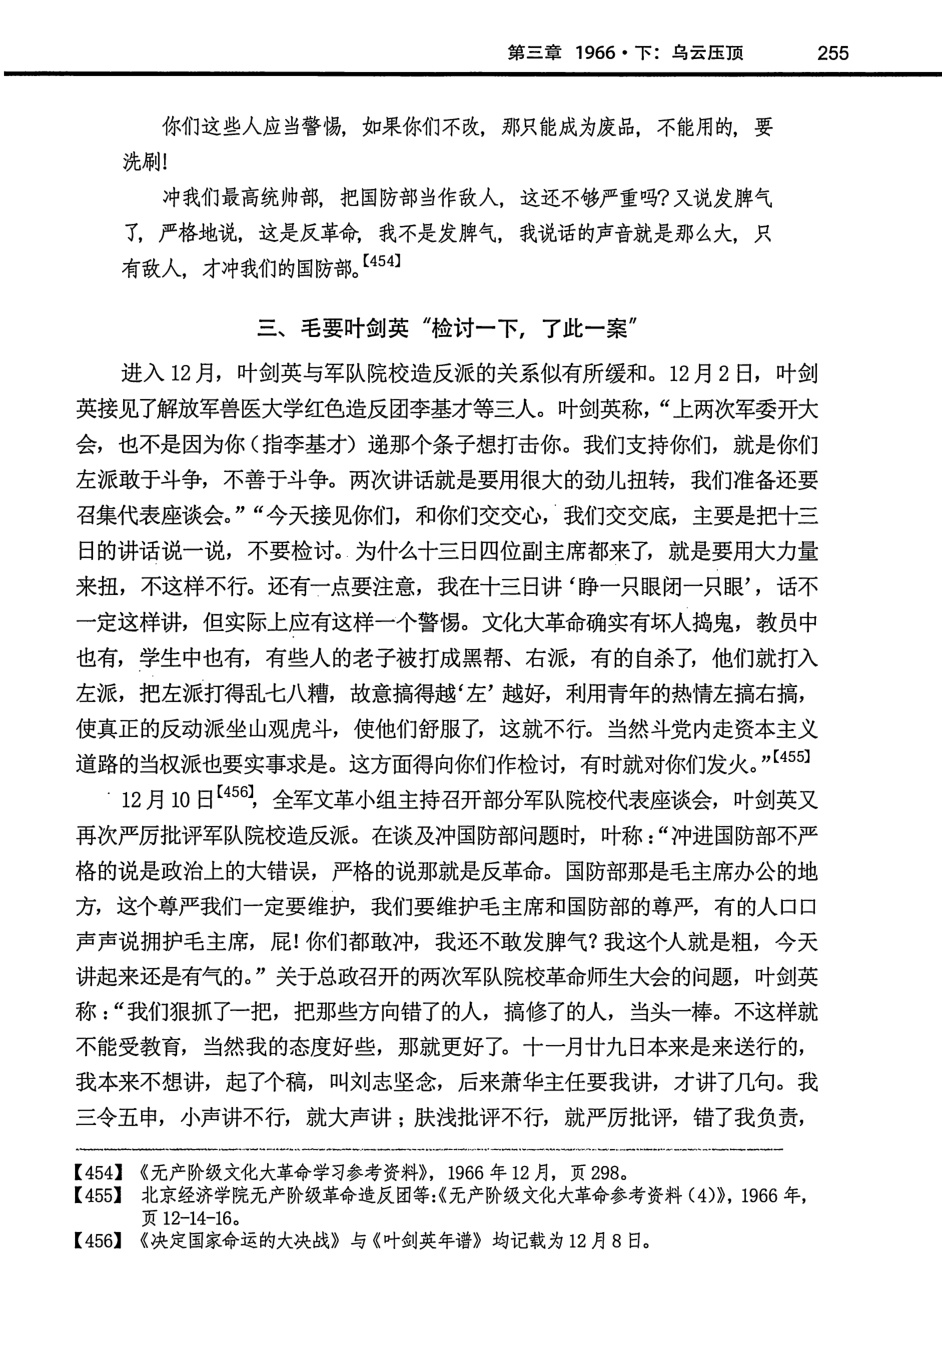 第三章 1966·下：乌云压顶 255
你们这些人应当警惕，如果你们不改，那只能成为废品，不能用的，要
洗刷！
冲我们最高统帅部，把国防部当作敌人，这还不够严重吗？又说发脾气
了，严格地说，这是反革命，我不是发脾气，我说话的声音就是那么大，只
有敌人，才冲我们的国防部。【454】
三、毛要叶剑英“检讨一下，了此一案”
进入 12 月，叶剑英与军队院校造反派的关系似有所缓和。12 月 2 日，叶剑
英接见了解放军兽医大学红色造反团李基才等三人。叶剑英称，“上两次军委开大
会，也不是因为你（指李基才）递那个条子想打击你。我们支持你们，就是你们
左派敢于斗争，不善于斗争。两次讲话就是要用很大的劲儿扭转，我们准备还要
召集代表座谈会。”“今天接见你们，和你们交交心，我们交交底，主要是把十三
日的讲话说一说，不要检讨。为什么十三日四位副主席都来了，就是要用大力量
来扭，不这样不行。还有一点要注意，我在十三日讲‘睁一只眼闭一只眼’，话不
一定这样讲，但实际上应有这样一个警惕。文化大革命确实有坏人捣鬼，教员中
也有，学生中也有，有些人的老子被打成黑帮、右派，有的自杀了，他们就打入
左派，把左派打得乱七八糟，故意搞得越‘左’越好，利用青年的热情左搞右搞，
使真正的反动派坐山观虎斗，使他们舒服了，这就不行。当然斗党内走资本主义
道路的当权派也要实事求是。这方面得向你们作检讨，有时就对你们发火。”【455】
12 月 10 日【456】，全军文革小组主持召开部分军队院校代表座谈会，叶剑英又
再次严厉批评军队院校造反派。在谈及冲国防部问题时，叶称：“冲进国防部不严
格的说是政治上的大错误，严格的说那就是反革命。国防部那是毛主席办公的地
方，这个尊严我们一定要维护，我们要维护毛主席和国防部的尊严，有的人口口
声声说拥护毛主席，屁！你们都敢冲，我还不敢发脾气？我这个人就是粗，今天
讲起来还是有气的。”关于总政召开的两次军队院校革命师生大会的问题，叶剑英
称：“我们狠抓了一把，把那些方向错了的人，搞修了的人，当头一棒。不这样就
不能受教育，当然我的态度好些，那就更好了。十一月廿九日本来是来送行的，
我本来不想讲，起了个稿，叫刘志坚念，后来萧华主任要我讲，才讲了几句。我
三令五申，小声讲不行，就大声讲；肤浅批评不行，就严厉批评，错了我负责，
【454】《无产阶级文化大革命学习参考资料》，1966 年 12 月，页 298。
【455】 北京经济学院无产阶级革命造反团等：《无产阶级文化大革命参考资料（4）》，1966 年，
页 12-14-16。
【456】《决定国家命运的大决战》与《叶剑英年谱》均记载为 12 月 8 日。